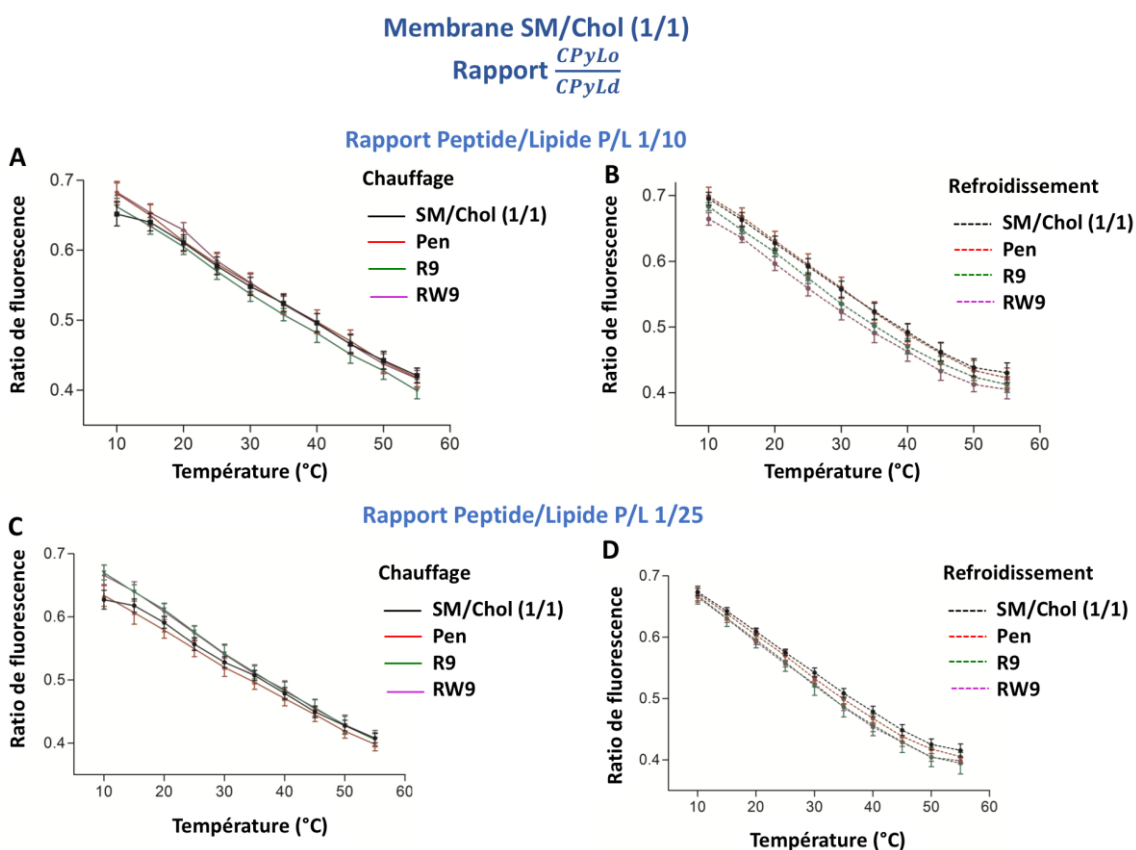 Membrane SM/Chol (1/1)
Rapport CPyLo/CPyLd
Rapport Peptide/Lipide P/L 1/10
A
Ratio de fluorescence
0.7
0.6
0.5
0.4
10 20 30 40 50 60
Température (°C)
Chauffage
SM/Chol (1/1)
Pen
R9
RW9
B
Ratio de fluorescence
0.7
0.6
0.5
0.4
10 20 30 40 50 60
Température (°C)
Refroidissement
SM/Chol (1/1)
Pen
R9
RW9
Rapport Peptide/Lipide P/L 1/25
C
Ratio de fluorescence
0.7
0.6
0.5
0.4
10 20 30 40 50 60
Température (°C)
Chauffage
SM/Chol (1/1)
Pen
R9
RW9
D
Ratio de fluorescence
0.7
0.6
0.5
0.4
10 20 30 40 50 60
Température (°C)
Refroidissement
SM/Chol (1/1)
Pen
R9
RW9